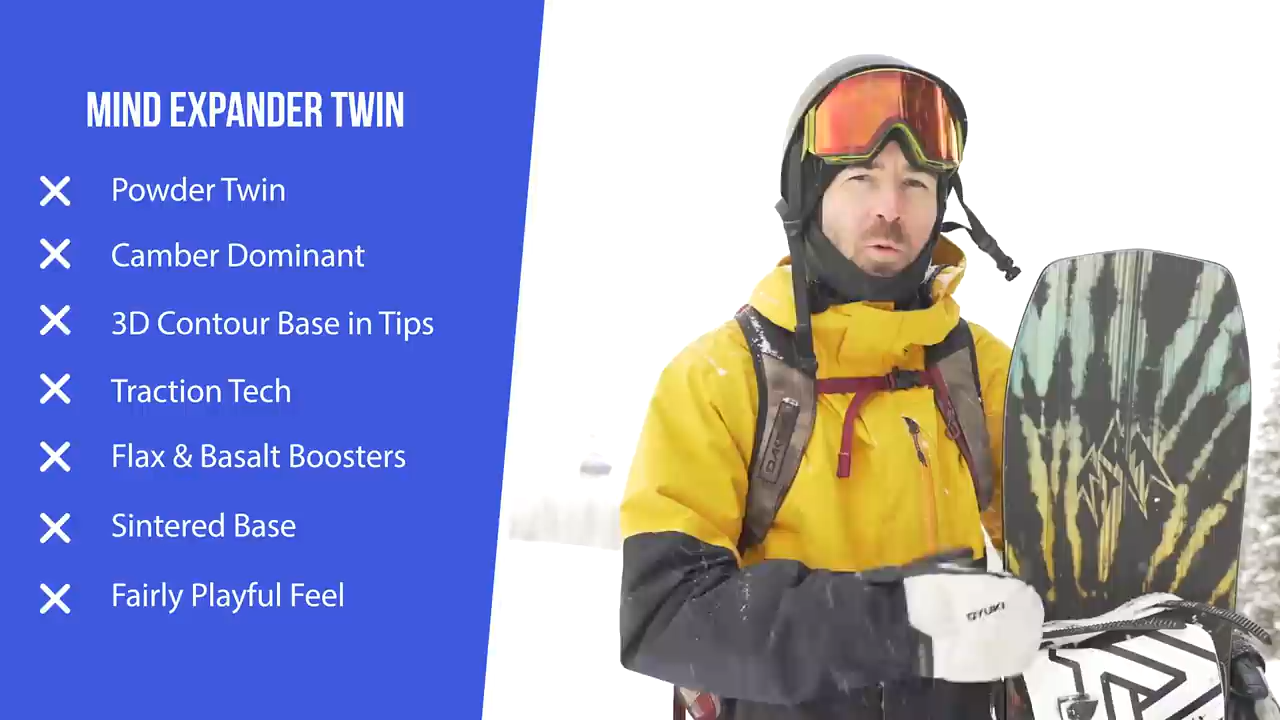 MIND EXPANDER TWIN
Powder Twin
Camber Dominant
3D Contour Base in Tips
Traction Tech
Flax & Basalt Boosters
Sintered Base
Fairly Playful Feel
OYUKI